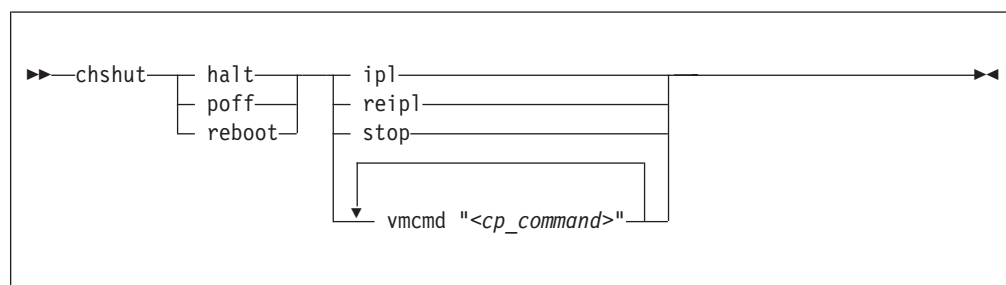 chshut halt ipl
poff reipl
reboot stop
vmcmd "<cp_command>"